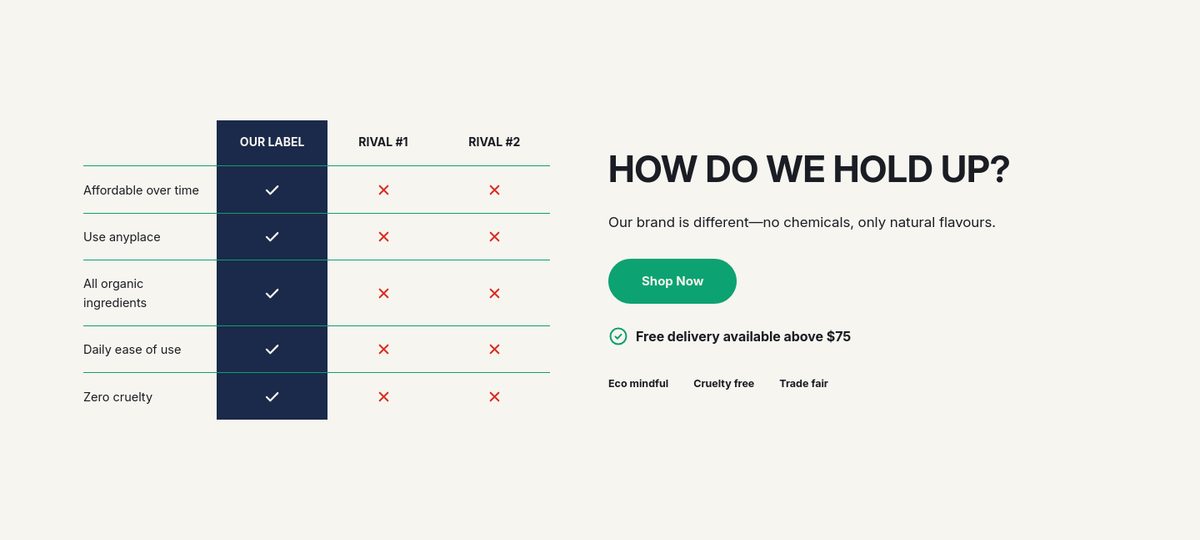 OUR LABEL RIVAL #1 RIVAL #2
Affordable over time
Use anyplace
All organic
ingredients
Daily ease of use
Zero cruelty
HOW DO WE HOLD UP?
Our brand is different—no chemicals, only natural flavours.
Shop Now
Free delivery available above $75
Eco mindful Cruelty free Trade fair